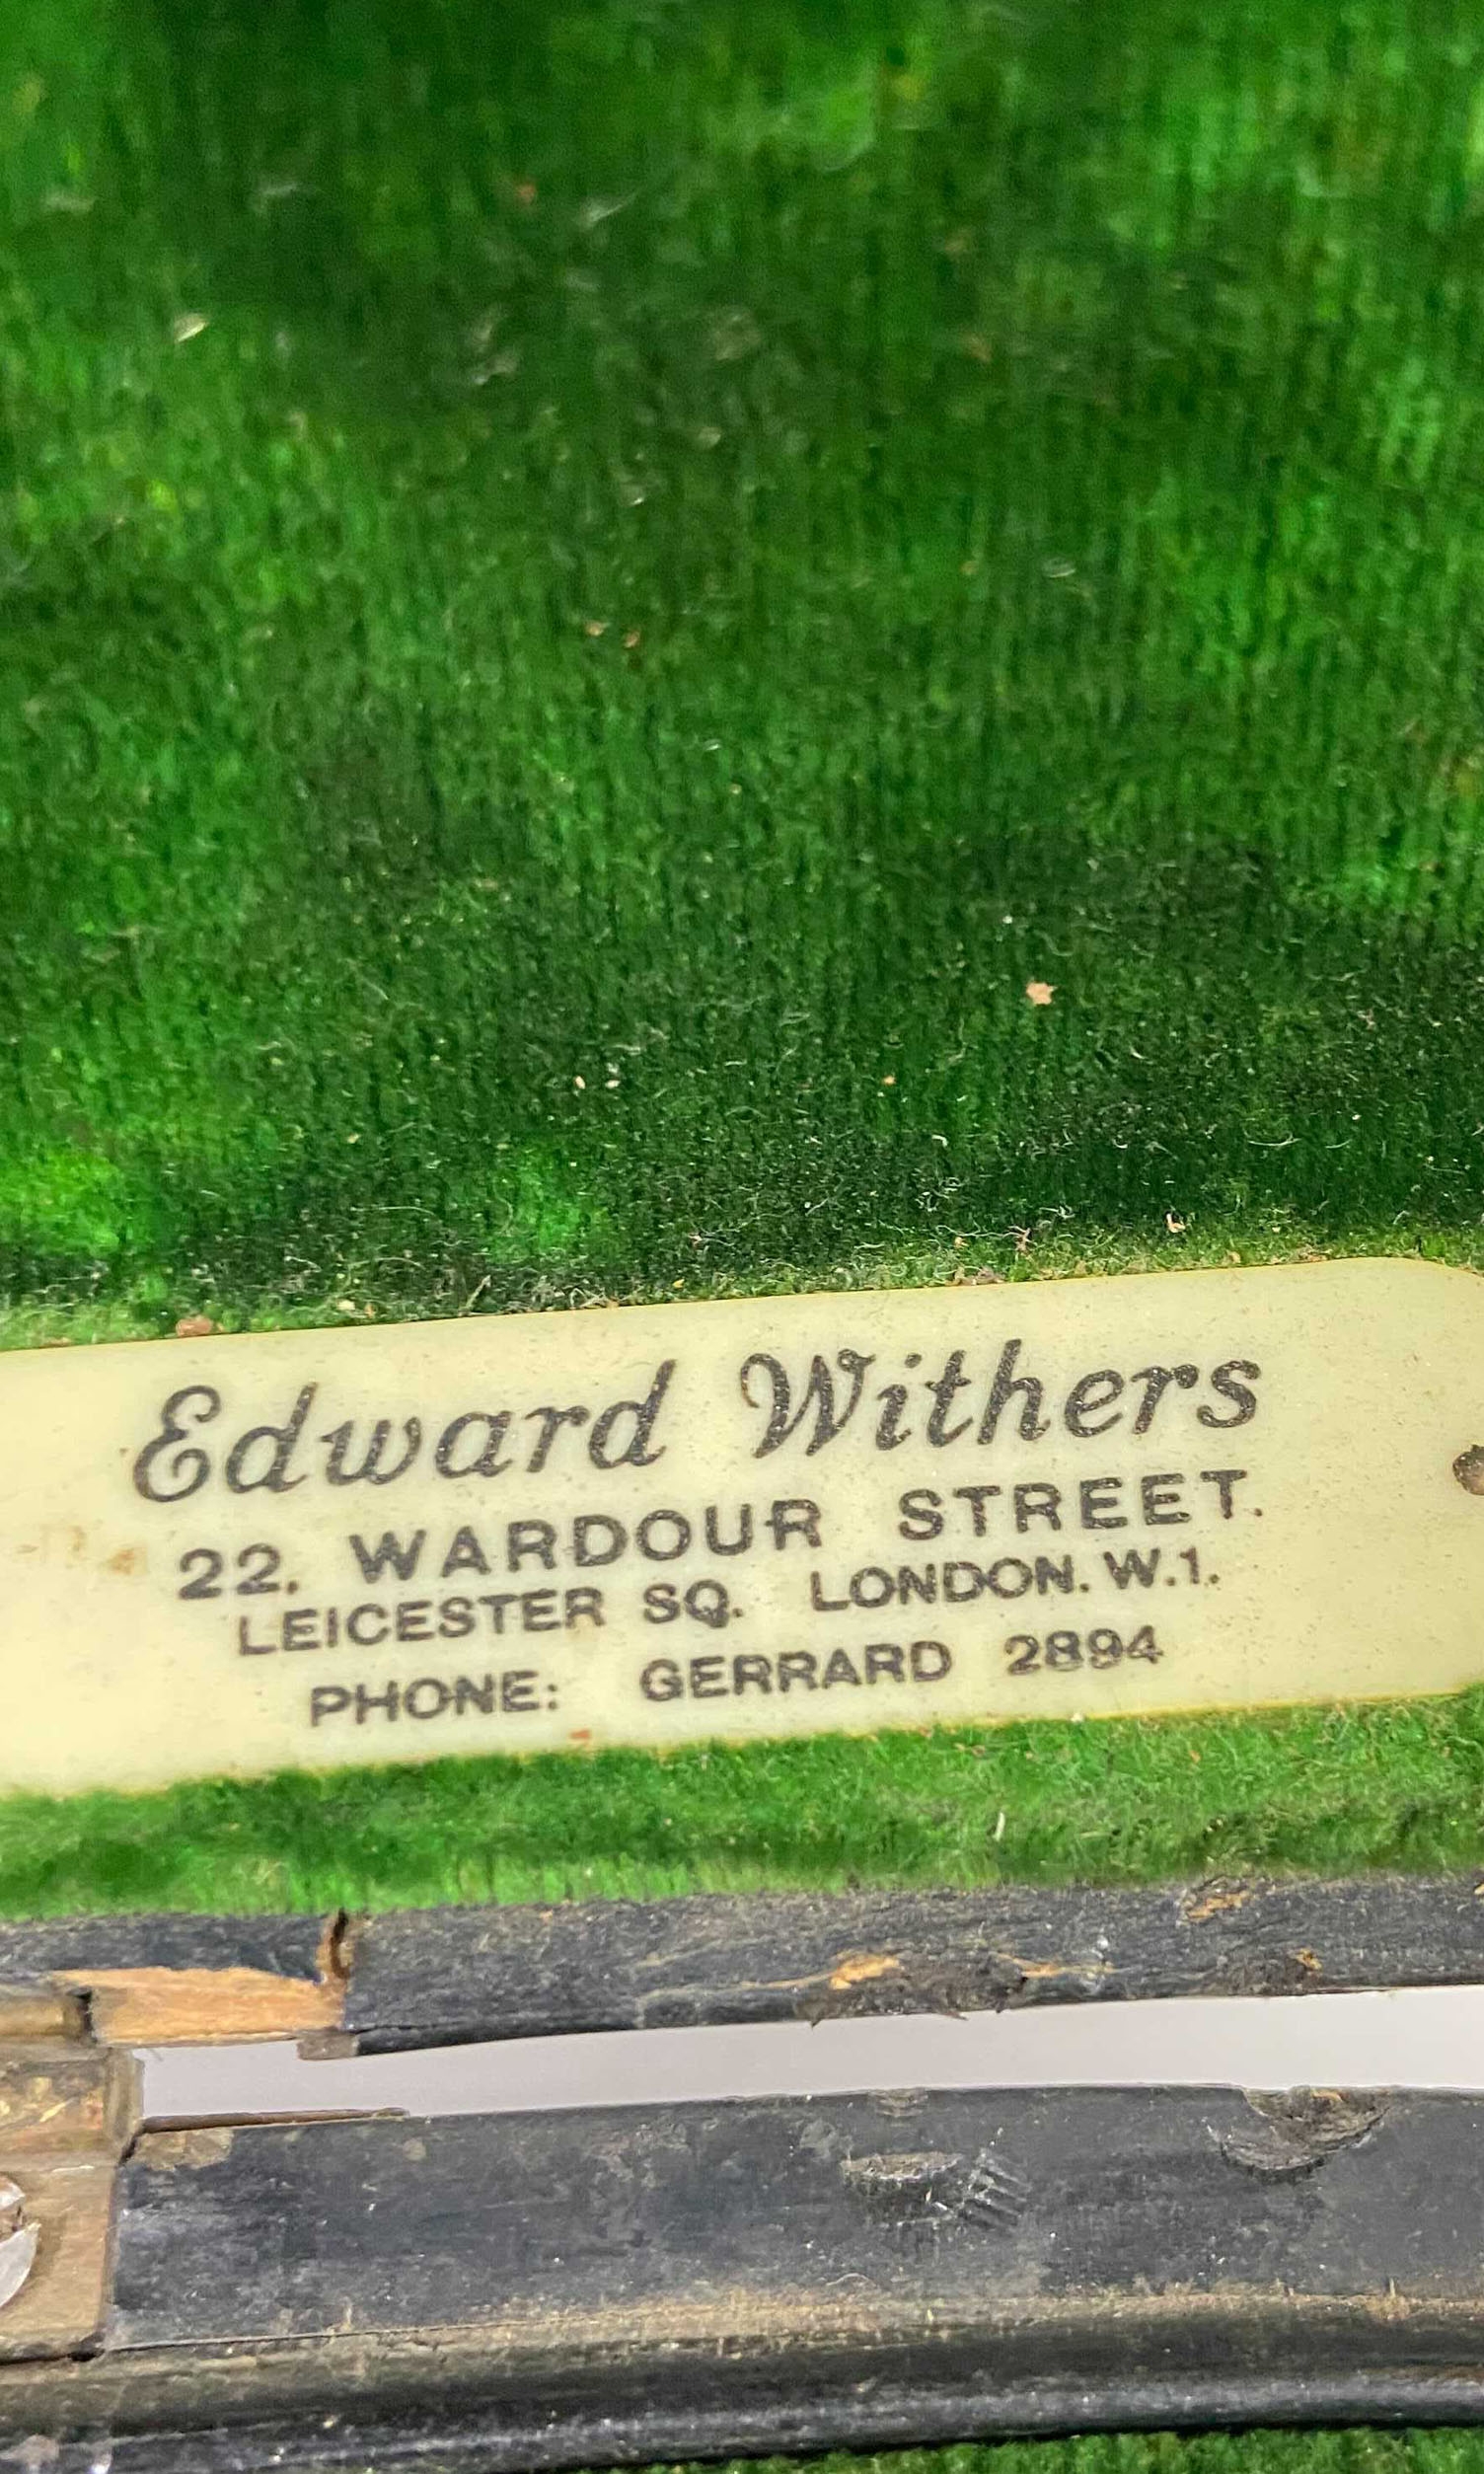 Edward Withers
22, WARDOUR STREET.
LEICESTER SQ. LONDON. W.1.
PHONE: GERRARD 2894